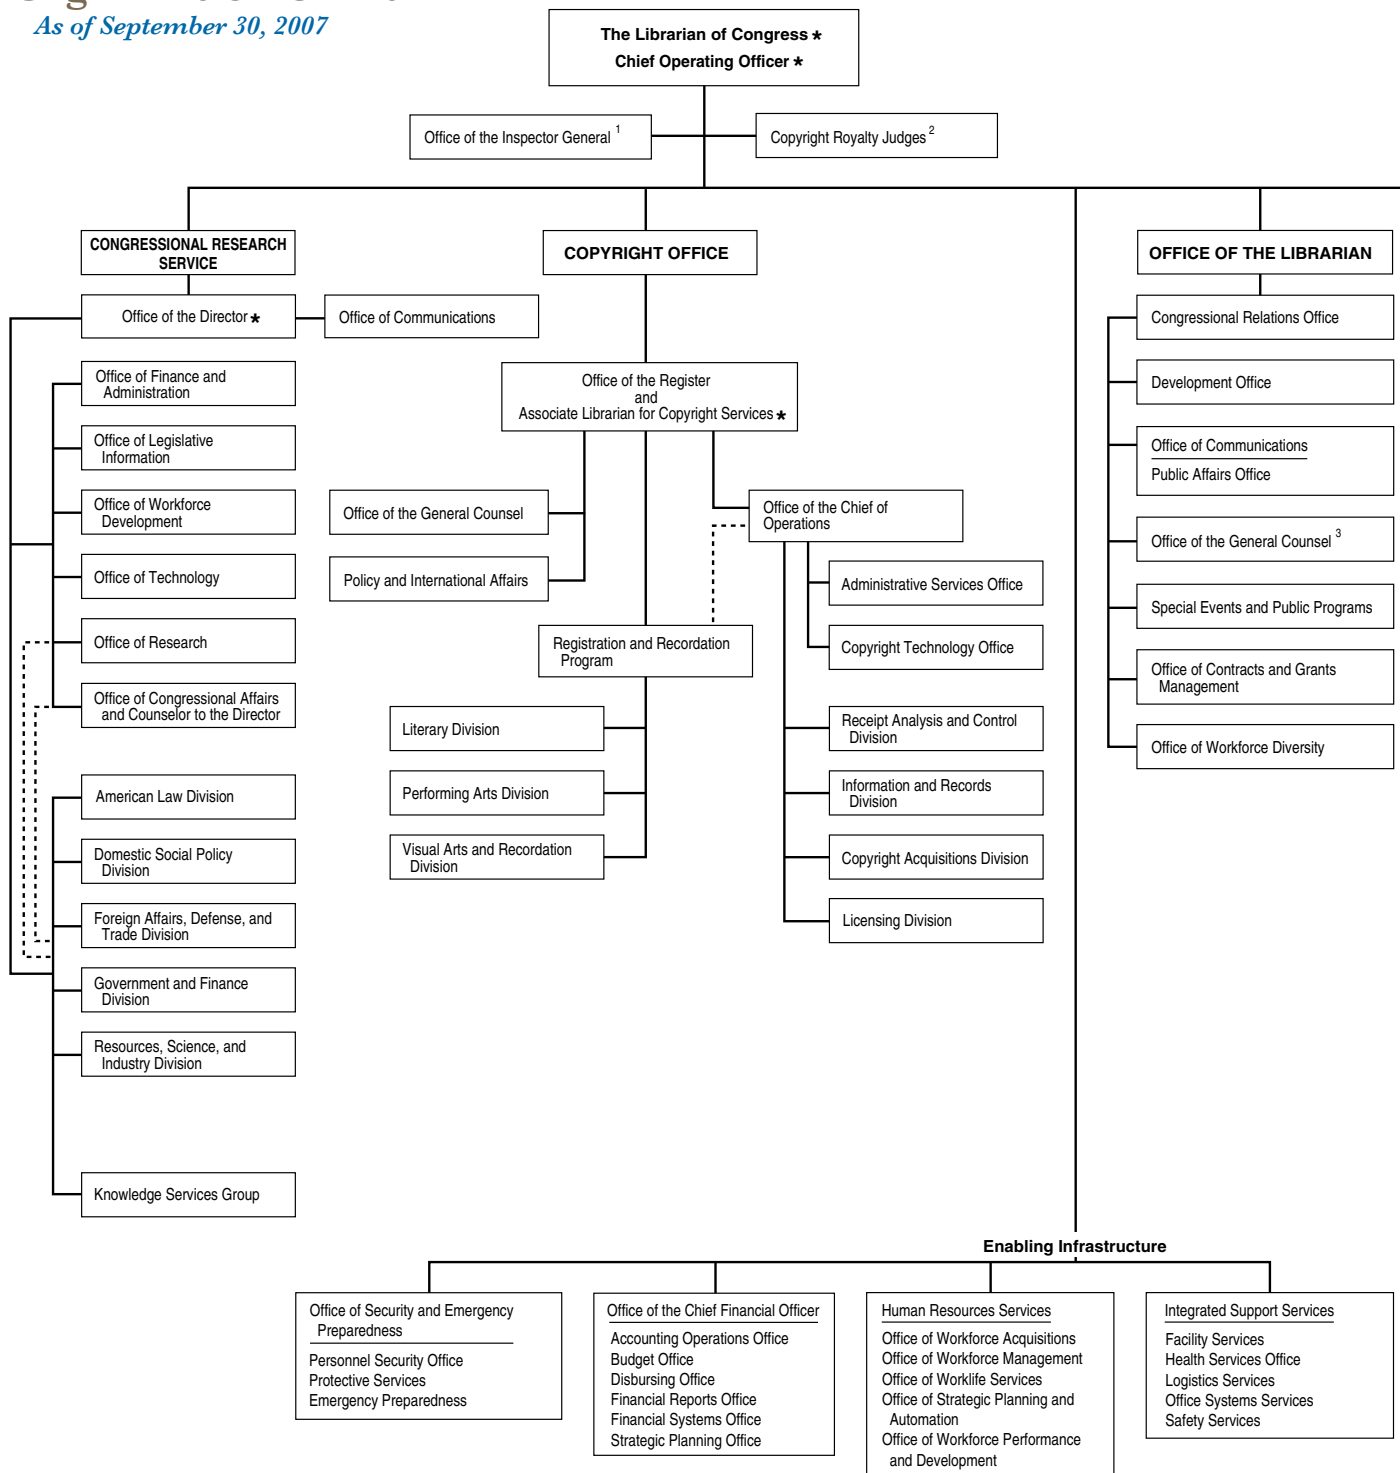 As of September 30, 2007
The Librarian of Congress *
Chief Operating Officer *
Office of the Inspector General 1
Copyright Royalty Judges 2
CONGRESSIONAL RESEARCH
SERVICE
COPYRIGHT OFFICE
OFFICE OF THE LIBRARIAN
Office of the Director *
Office of Communications
Office of Finance and
Administration
Office of Legislative
Information
Office of Workforce
Development
Office of Technology
Office of Research
Office of Congressional Affairs
and Counselor to the Director
American Law Division
Domestic Social Policy
Division
Foreign Affairs, Defense, and
Trade Division
Government and Finance
Division
Resources, Science, and
Industry Division
Knowledge Services Group
Office of the Register
and
Associate Librarian for Copyright Services *
Office of the General Counsel
Policy and International Affairs
Office of the Chief of
Operations
Administrative Services Office
Copyright Technology Office
Registration and Recordation
Program
Literary Division
Performing Arts Division
Visual Arts and Recordation
Division
Receipt Analysis and Control
Division
Information and Records
Division
Copyright Acquisitions Division
Licensing Division
Congressional Relations Office
Development Office
Office of Communications
Public Affairs Office
Office of the General Counsel 3
Special Events and Public Programs
Office of Contracts and Grants
Management
Office of Workforce Diversity
Enabling Infrastructure
Office of Security and Emergency
Preparedness
Personnel Security Office
Protective Services
Emergency Preparedness
Office of the Chief Financial Officer
Accounting Operations Office
Budget Office
Disbursing Office
Financial Reports Office
Financial Systems Office
Strategic Planning Office
Human Resources Services
Office of Workforce Acquisitions
Office of Workforce Management
Office of Worklife Services
Office of Strategic Planning and
Automation
Office of Workforce Performance
and Development
Integrated Support Services
Facility Services
Health Services Office
Logistics Services
Office Systems Services
Safety Services